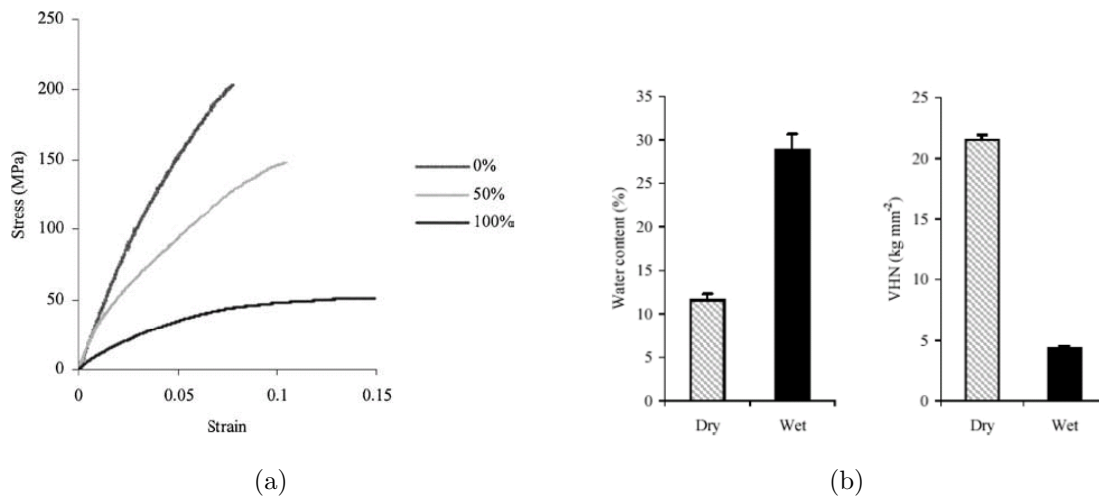 250
200
150
100
50
0
Stress (MPa)
0
0.05
0.1
0.15
Strain
0%
50%
100%
(a)
35
30
25
20
15
10
5
0
Water content (%)
Dry
Wet
25
20
15
10
5
0
VHN (kg mm⁻²)
Dry
Wet
(b)